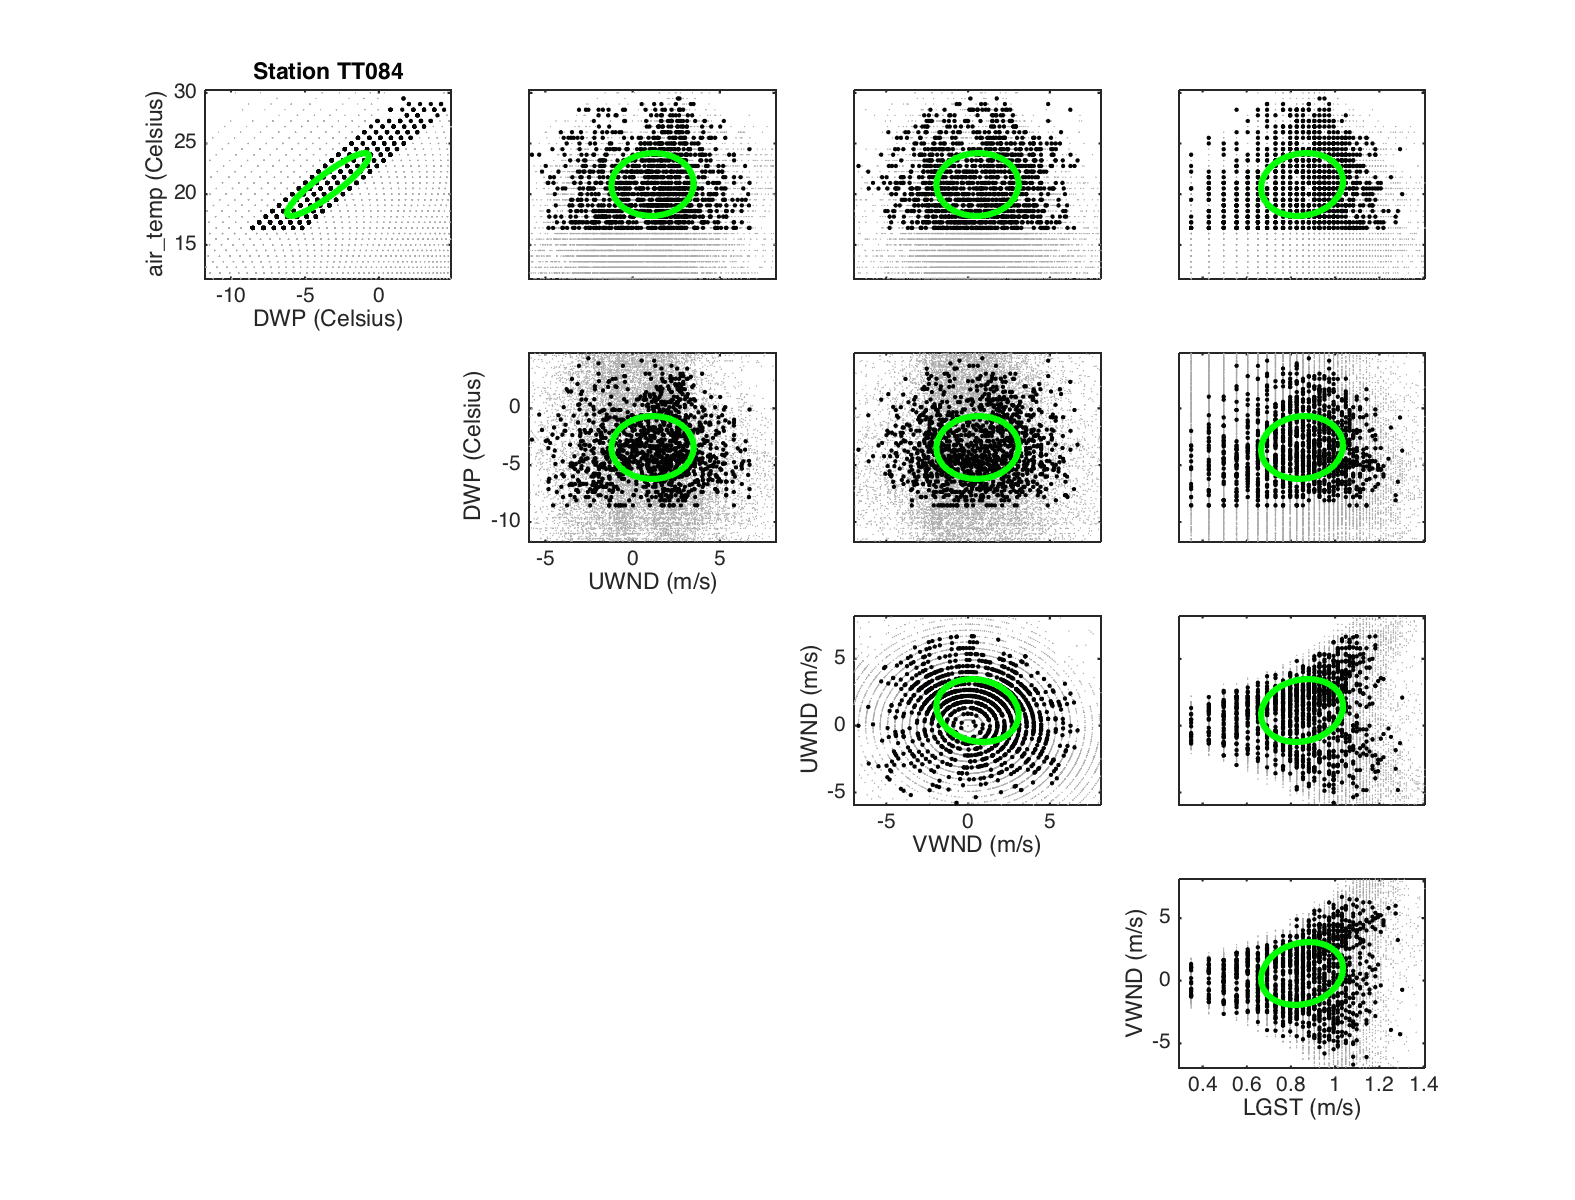 Station TT084
30
25
20
15
air_temp (Celsius)
-10 -5 0
DWP (Celsius)
0
-5
-10
DWP (Celsius)
-5 0 5
UWND (m/s)
5
0
-5
UWND (m/s)
-5 0 5
VWND (m/s)
5
0
-5
VWND (m/s)
0.4 0.6 0.8 1 1.2 1.4
LGST (m/s)